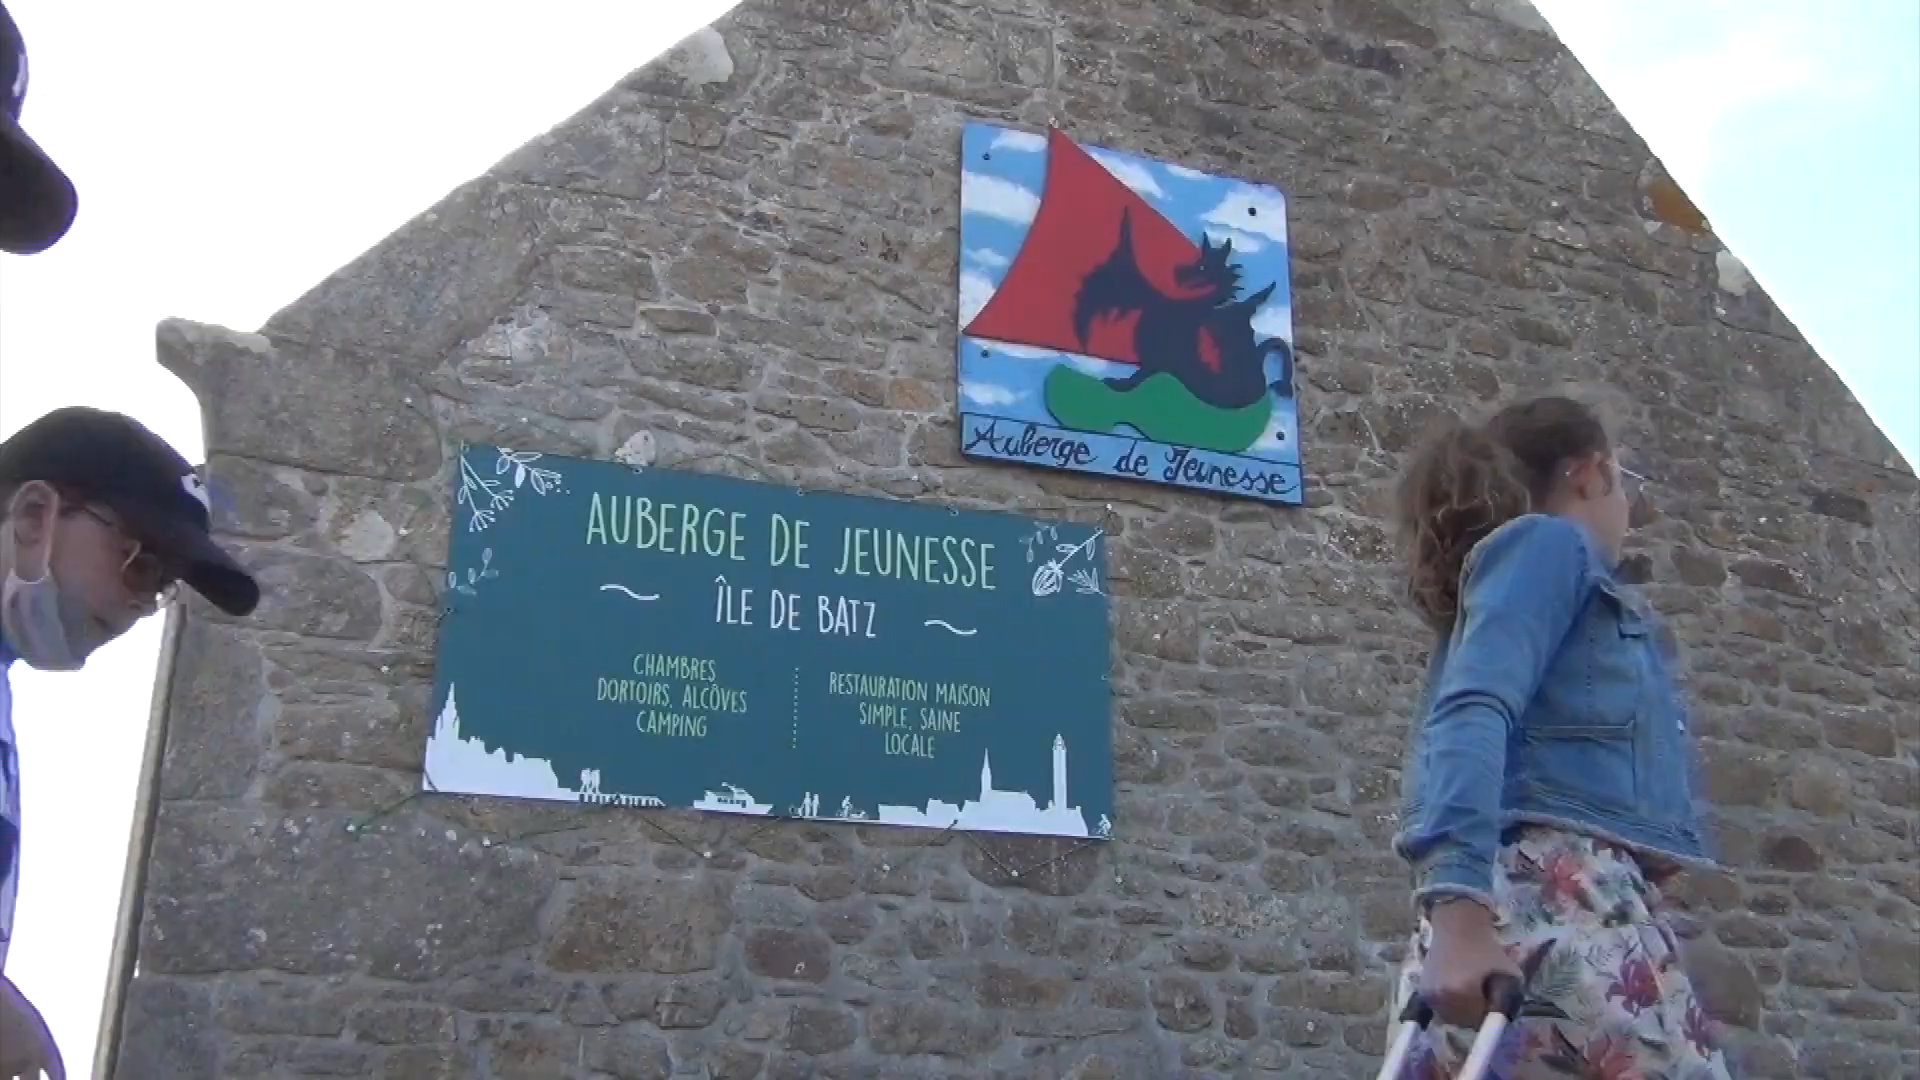 Auberge de Jeunesse
AUBERGE DE JEUNESSE
ÎLE DE BATZ
CHAMBRES
DORTOIRS, ALCÔVES
CAMPING
RESTAURATION MAISON
SIMPLE, SAINE
LOCALE